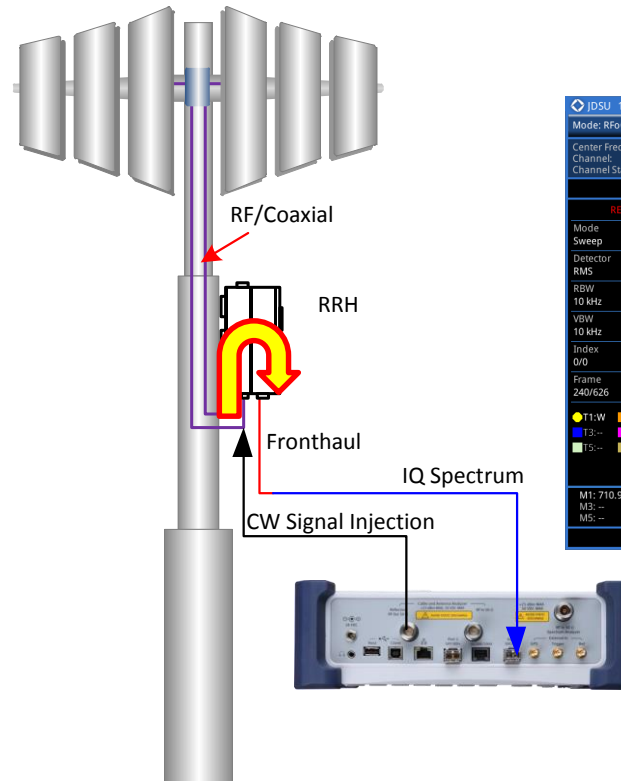 RF/Coaxial
RRH
Fronthaul
IQ Spectrum
CW Signal Injection
JDSU
Mode: RFo
Center Fre
Channel:
Channel St
RE
Mode
Sweep
Detector
RMS
RBW
10 kHz
VBW
10 kHz
Index
0/0
Frame
240/626
T1:W
T3:--
T5:--
M1: 710.9
M3: --
M5: --